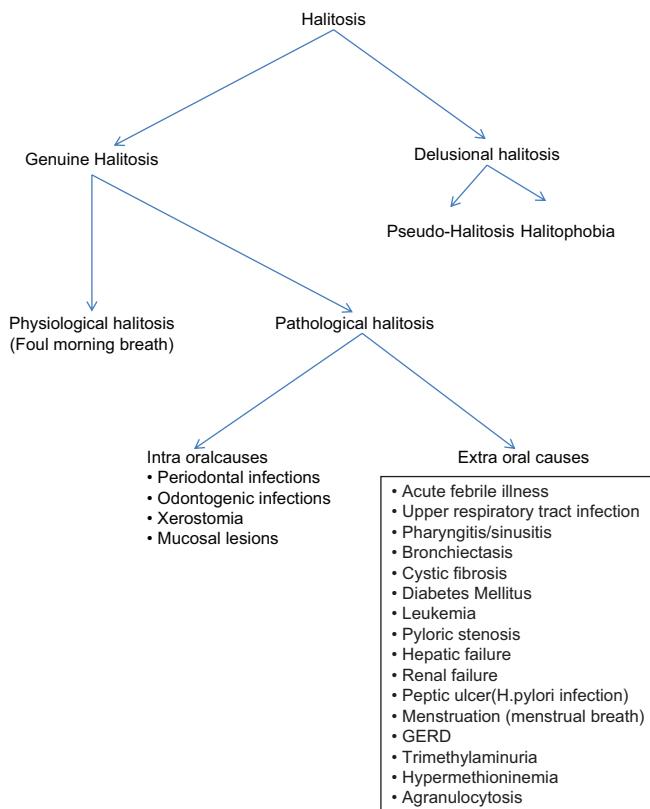 Halitosis
Genuine Halitosis
Delusional halitosis
Pseudo-Halitosis Halitophobia
Physiological halitosis
(Foul morning breath)
Pathological halitosis
Intra oralcauses
• Periodontal infections
• Odontogenic infections
• Xerostomia
• Mucosal lesions
Extra oral causes
• Acute febrile illness
• Upper respiratory tract infection
• Pharyngitis/sinusitis
• Bronchiectasis
• Cystic fibrosis
• Diabetes Mellitus
• Leukemia
• Pyloric stenosis
• Hepatic failure
• Renal failure
• Peptic ulcer(H.pylori infection)
• Menstruation (menstrual breath)
• GERD
• Trimethylaminuria
• Hypermethioninemia
• Agranulocytosis